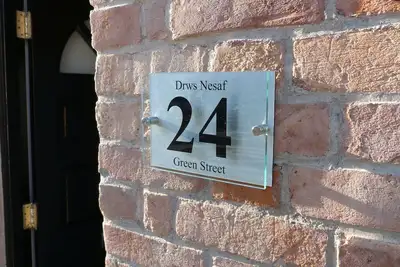 Drws Nesaf
24
Green Street